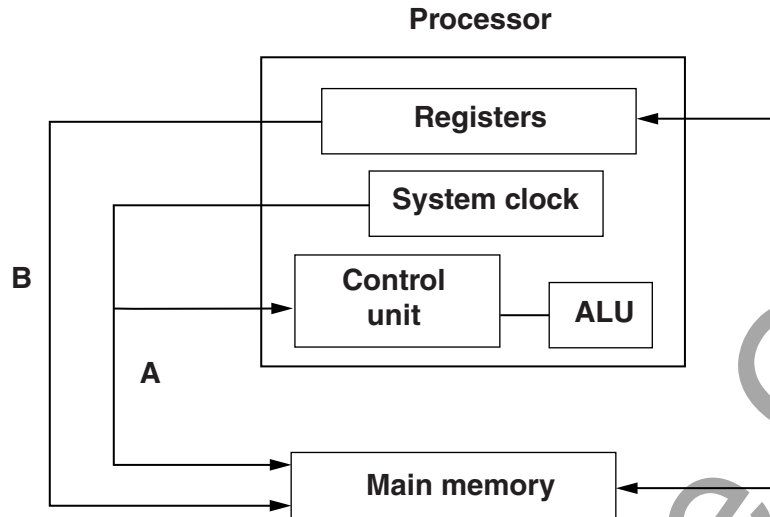 Processor
Registers
System clock
B
Control
unit
ALU
A
Main memory